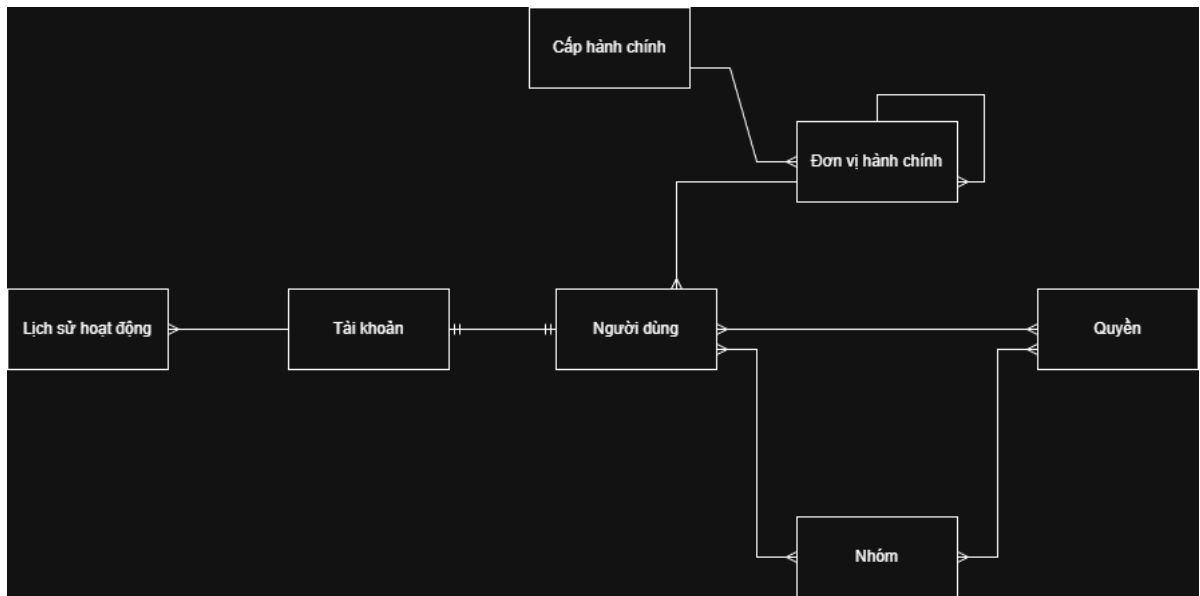 Cấp hành chính
Đơn vị hành chính
Lịch sử hoạt động
Tài khoản
Người dùng
Quyền
Nhóm